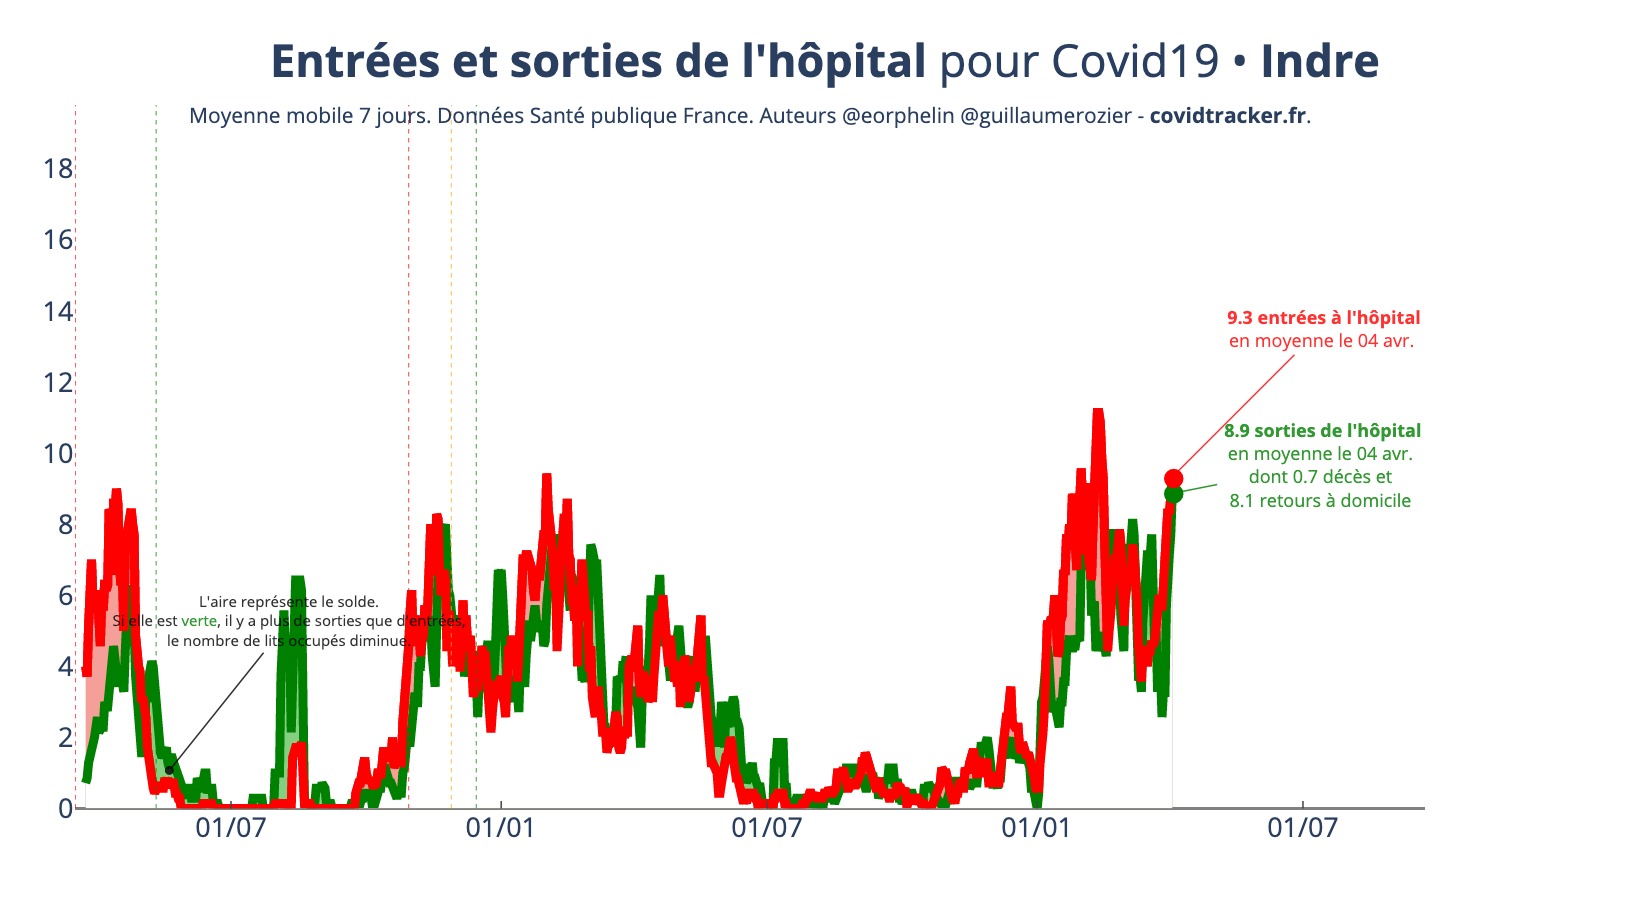 Entrées et sorties de l'hôpital pour Covid19 • Indre
Moyenne mobile 7 jours. Données Santé publique France. Auteurs @eorphelin @guillaumerozier - covidtracker.fr.
18
16
14
12
10
8
6
4
2
0
9.3 entrées à l'hôpital
en moyenne le 04 avr.
8.9 sorties de l'hôpital
en moyenne le 04 avr.
dont 0.7 décès et
8.1 retours à domicile
L'aire représente le solde.
Si elle est verte, il y a plus de sorties que d'entrées,
le nombre de lits occupés diminue.
01/07
01/01
01/07
01/01
01/07